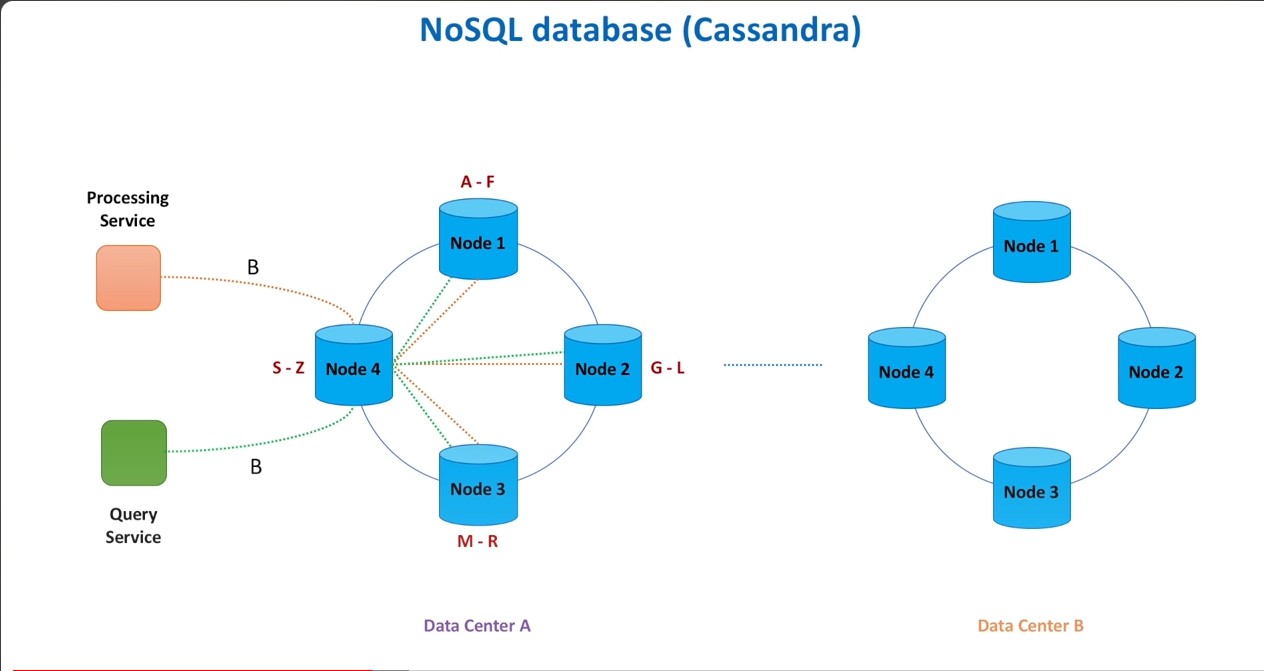 NoSQL database (Cassandra)
Processing
Service
B
A - F
Node 1
S - Z
Node 4
Node 2
G - L
B
Query
Service
Node 3
M - R
Node 1
Node 4
Node 2
Node 3
Data Center A
Data Center B